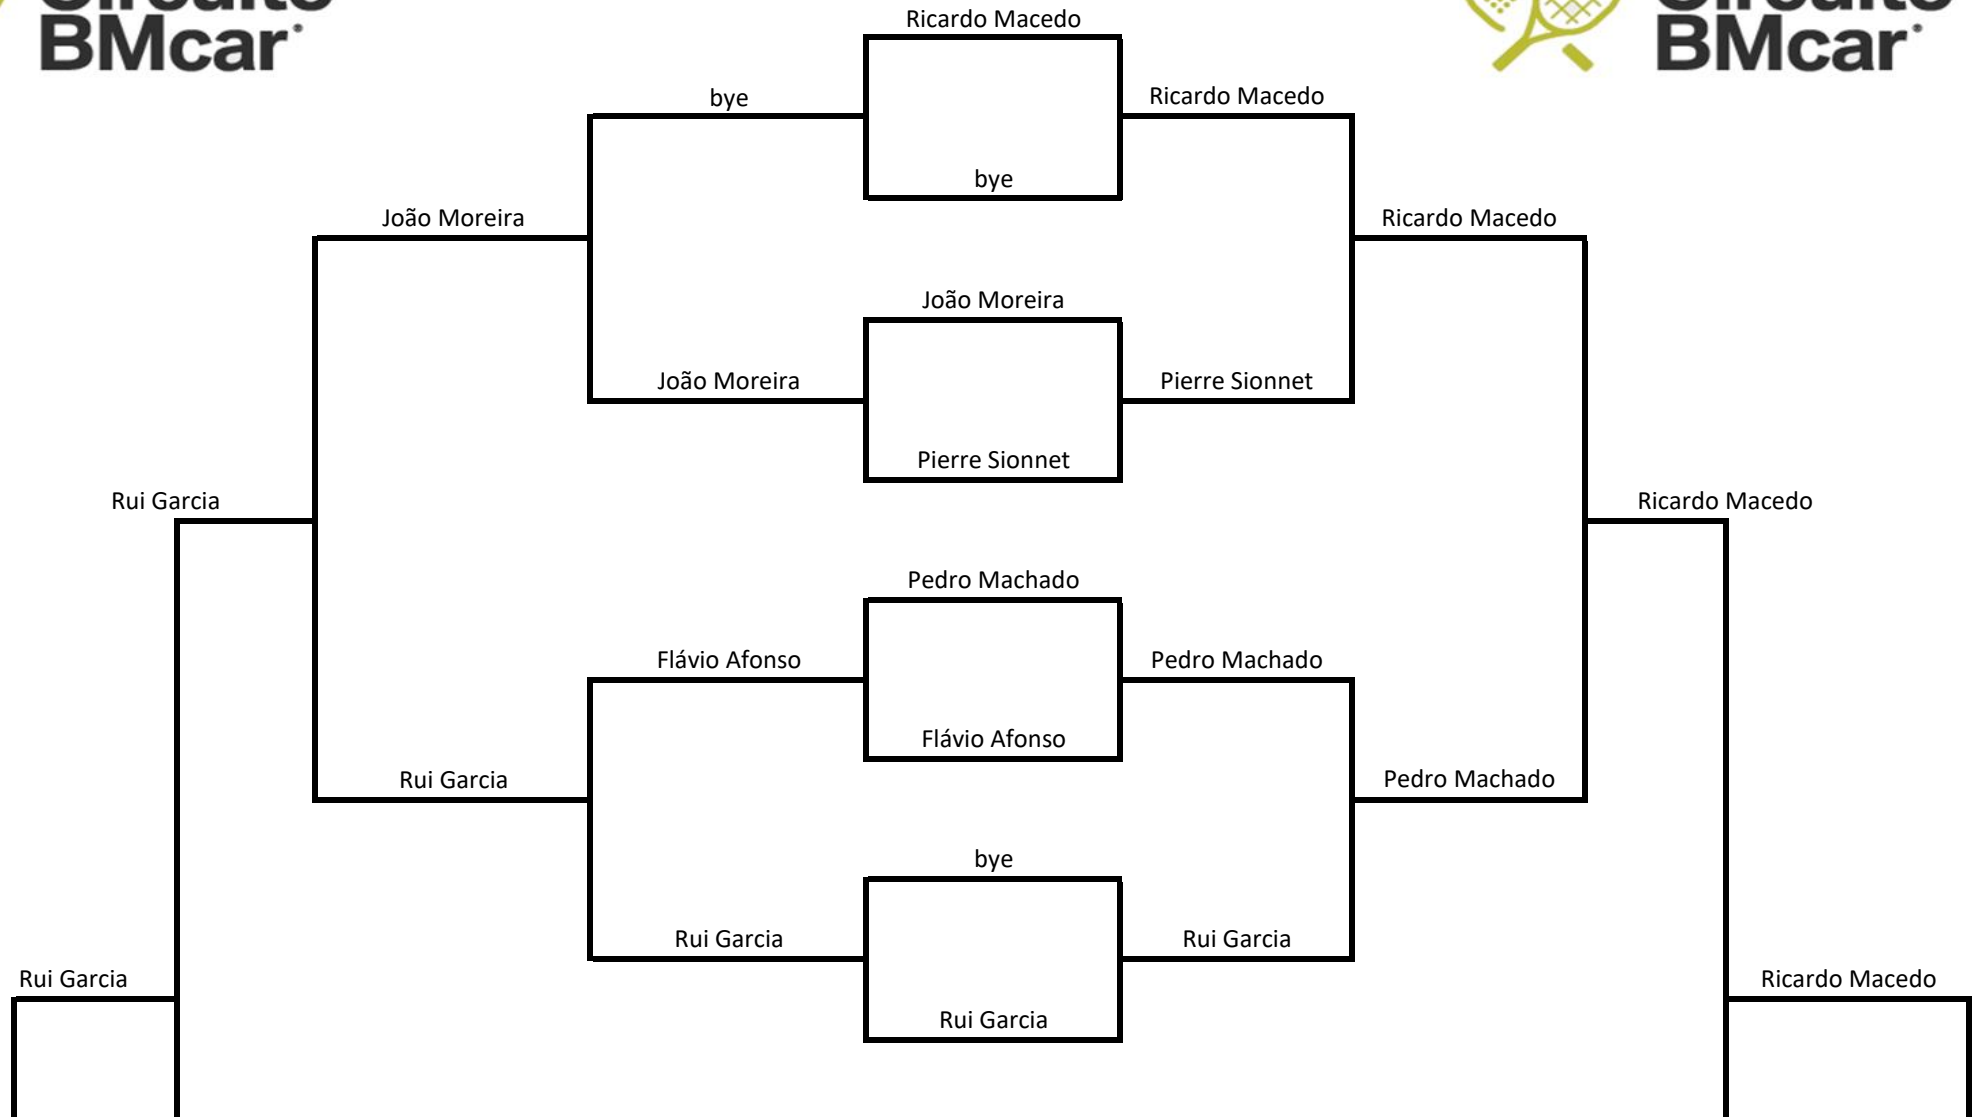 Circuito
BMcar
Circuito
BMcar
Ricardo Macedo
bye
Ricardo Macedo
bye
João Moreira
Ricardo Macedo
João Moreira
João Moreira
Pierre Sionnet
Pierre Sionnet
Rui Garcia
Ricardo Macedo
Pedro Machado
Flávio Afonso
Pedro Machado
Flávio Afonso
Rui Garcia
Pedro Machado
bye
Rui Garcia
Rui Garcia
Rui Garcia
Ricardo Macedo
Rui Garcia